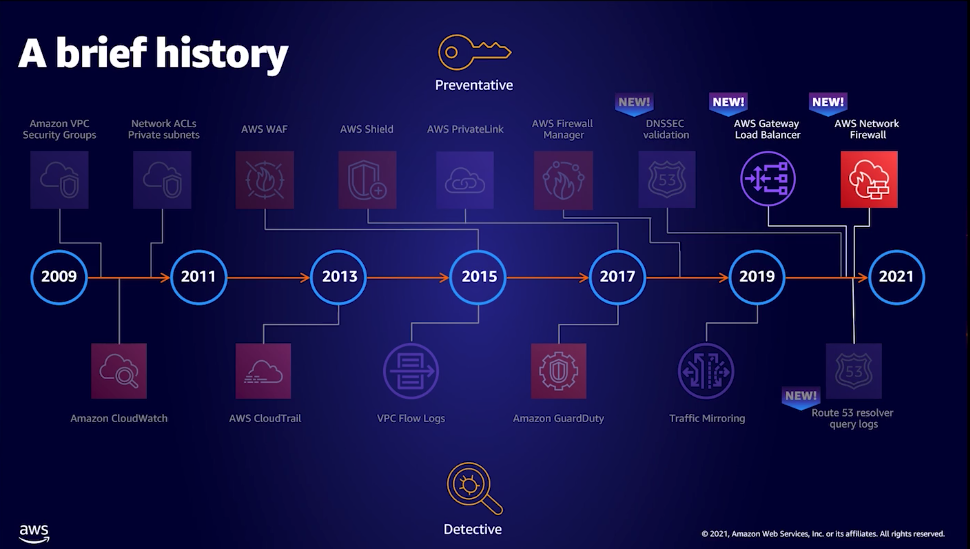 A brief history
Preventative
Amazon VPC
Security Groups
Network ACLs
Private subnets
AWS WAF
AWS Shield
AWS PrivateLink
AWS Firewall
Manager
NEW!
DNSSEC
validation
NEW!
AWS Gateway
Load Balancer
NEW!
AWS Network
Firewall
53
2009
2011
2013
2015
2017
2019
2021
53
Amazon CloudWatch
AWS CloudTrail
VPC Flow Logs
Amazon GuardDuty
Traffic Mirroring
NEW!
Route 53 resolver
query logs
Detective
aws
© 2021, Amazon Web Services, Inc. or its affiliates. All rights reserved.